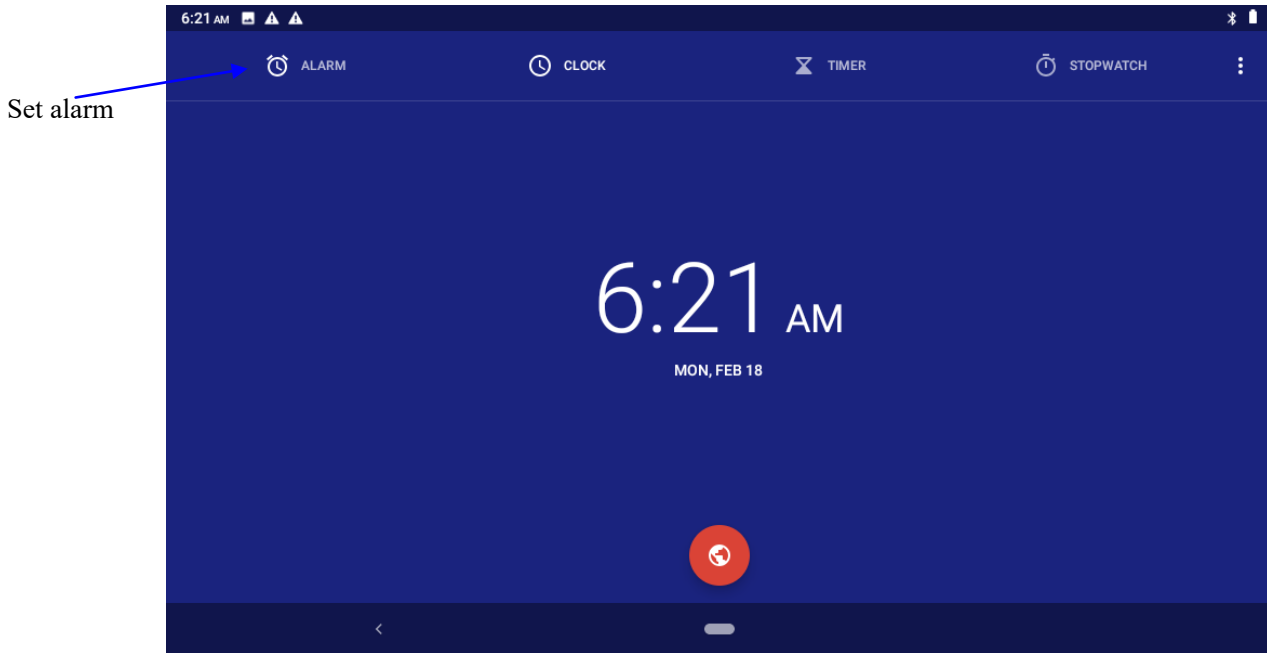 6:21 AM
ALARM CLOCK TIMER STOPWATCH
Set alarm
6:21 AM
MON, FEB 18